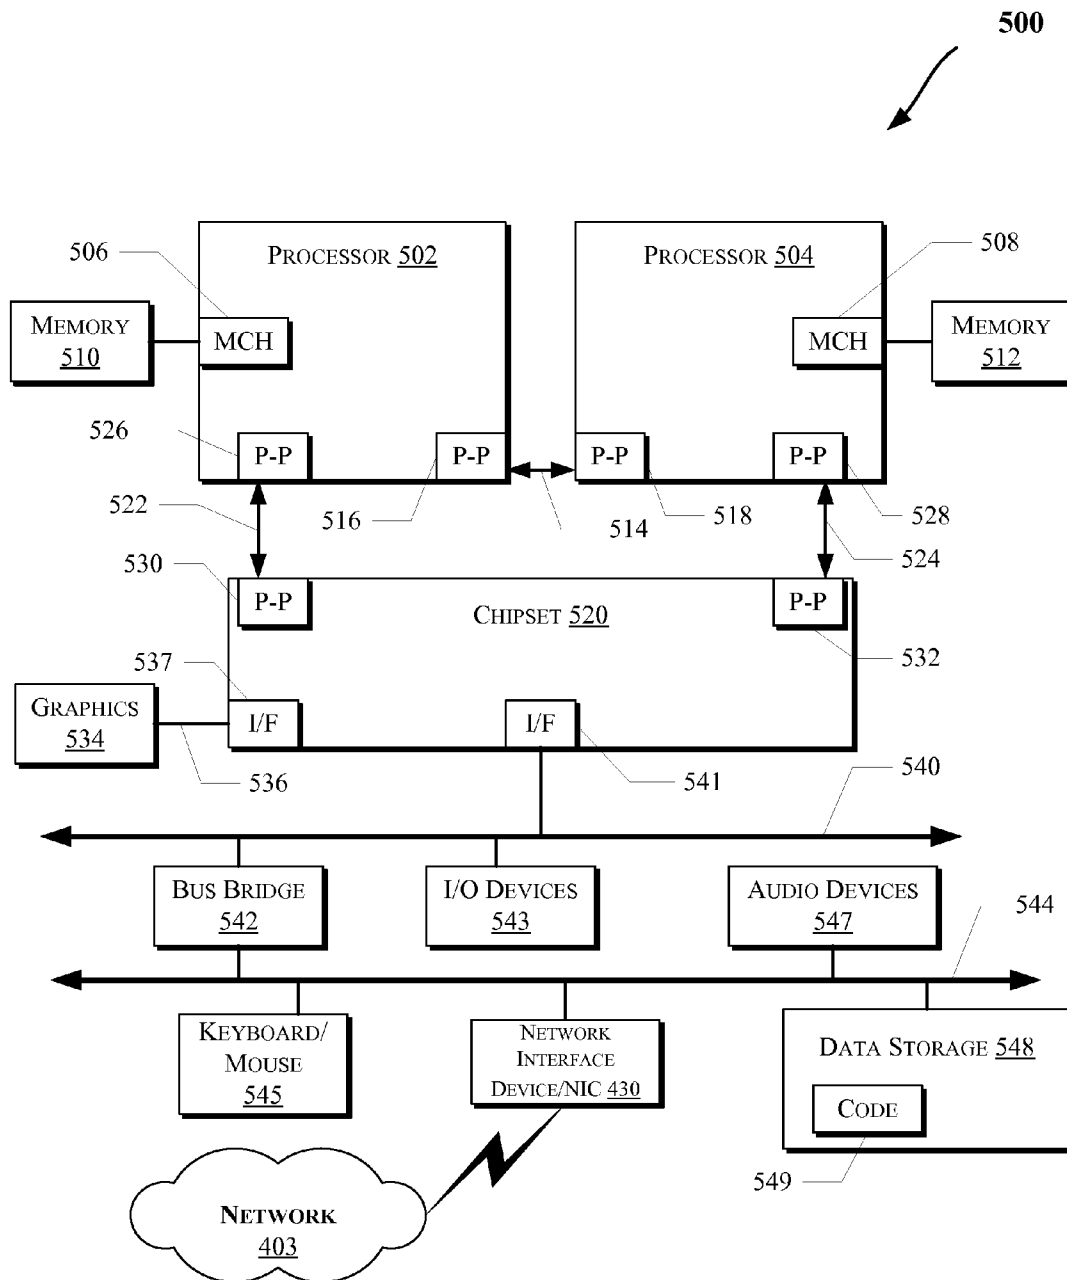 500
506
PROCESSOR 502
PROCESSOR 504
508
MEMORY
510
MCH
MCH
MEMORY
512
526
P-P
P-P
P-P
P-P
522
516
514
518
528
524
530
P-P
CHIPSET 520
P-P
532
537
GRAPHICS
534
I/F
I/F
536
541
540
BUS BRIDGE
542
I/O DEVICES
543
AUDIO DEVICES
547
544
KEYBOARD/
MOUSE
545
NETWORK
INTERFACE
DEVICE/NIC 430
DATA STORAGE 548
CODE
549
NETWORK
403